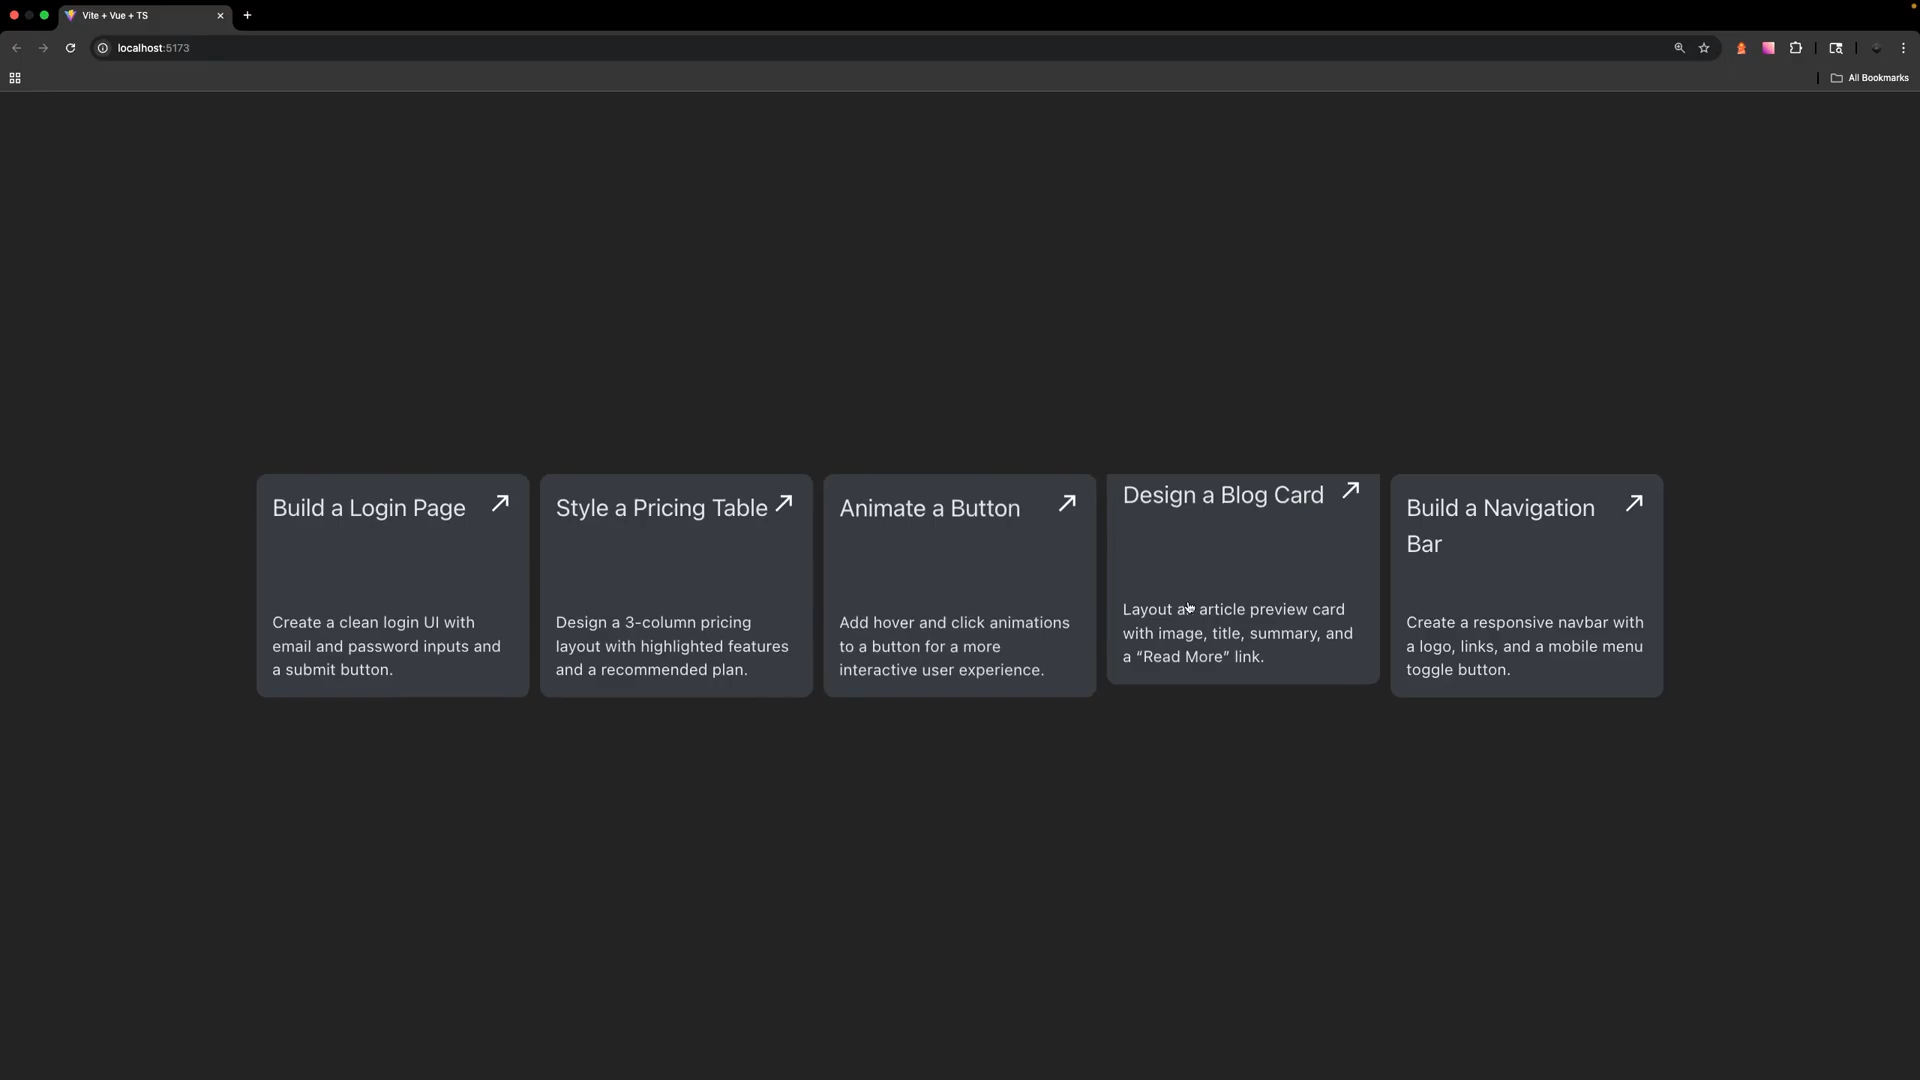 Vite + Vue + TS
localhost:5173
All Bookmarks
Build a Login Page
Create a clean login UI with
email and password inputs and
a submit button.
Style a Pricing Table
Design a 3-column pricing
layout with highlighted features
and a recommended plan.
Animate a Button
Add hover and click animations
to a button for a more
interactive user experience.
Design a Blog Card
Layout article preview card
with image, title, summary, and
a “Read More” link.
Build a Navigation
Bar
Create a responsive navbar with
a logo, links, and a mobile menu
toggle button.